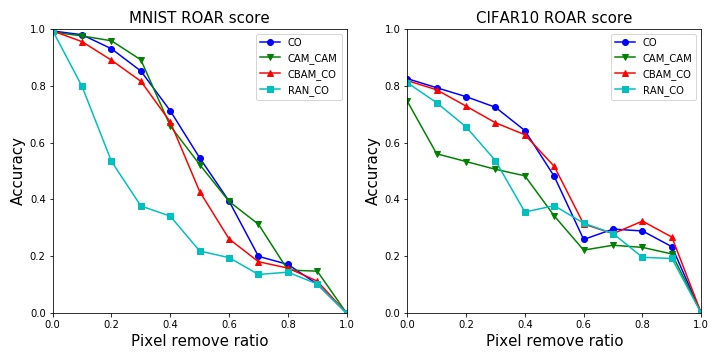 MNIST ROAR score
Accuracy
1.0
0.8
0.6
0.4
0.2
0.0
CO
CAM_CAM
CBAM_CO
RAN_CO
0.0 0.2 0.4 0.6 0.8 1.0
Pixel remove ratio
CIFAR10 ROAR score
Accuracy
1.0
0.8
0.6
0.4
0.2
0.0
CO
CAM_CAM
CBAM_CO
RAN_CO
0.0 0.2 0.4 0.6 0.8 1.0
Pixel remove ratio